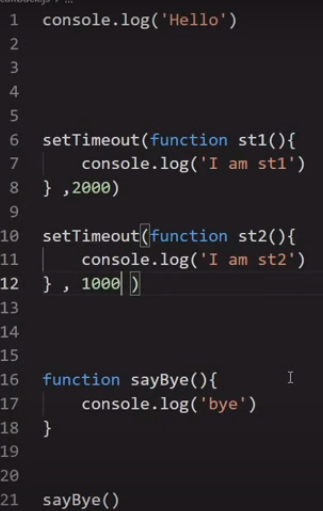 1 console.log('Hello')
2
3
4
5
6 setTimeout(function st1(){
7 console.log('I am st1')
8 } ,2000)
9
10 setTimeout(function st2(){
11 console.log('I am st2')
12 } , 1000 )
13
14
15
16 function sayBye(){
17 console.log('bye')
18 }
19
20
21 sayBye()